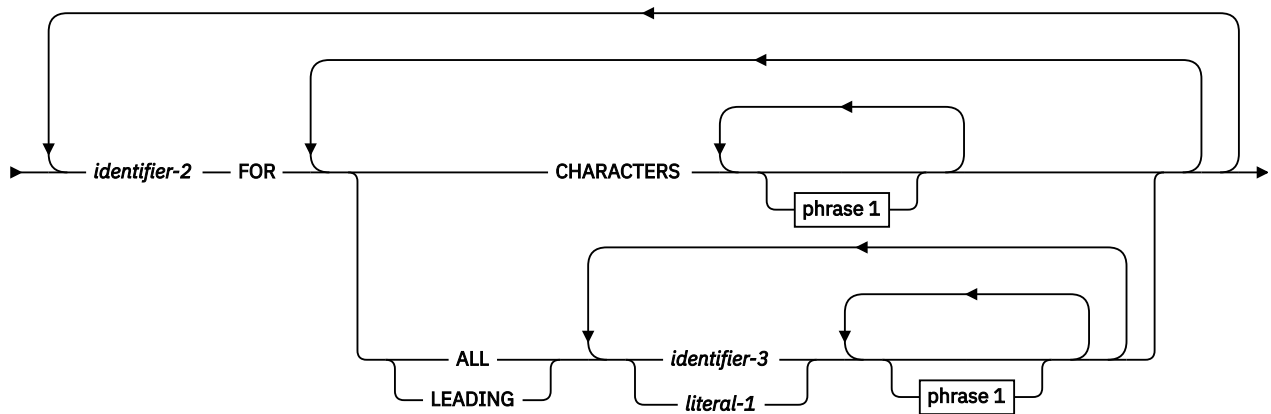 identifier-2 FOR CHARACTERS
phrase 1
ALL identifier-3
LEADING literal-1 phrase 1